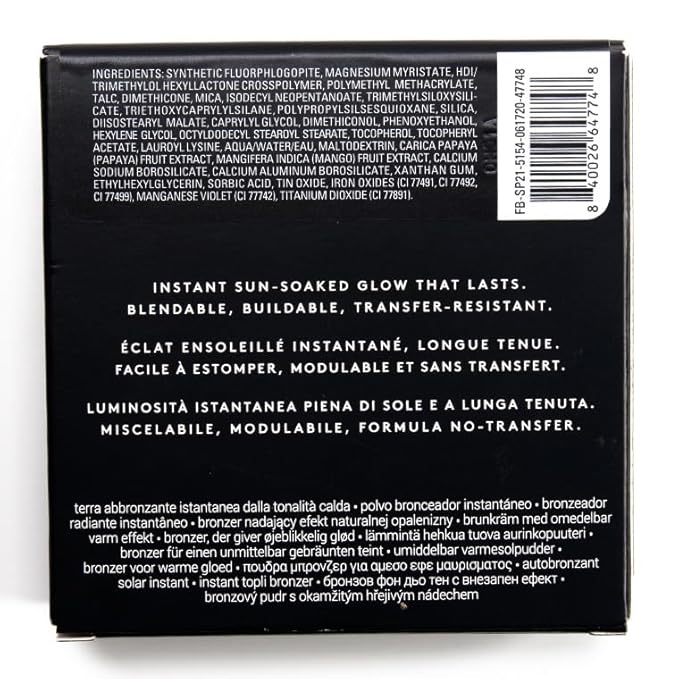 INGREDIENTS: SYNTHETIC FLUORPHLOGOPITE, MAGNESIUM MYRISTATE, HDI/
TRIMETHYLOL HEXYLLACTONE CROSSPOLYMER, POLYMETHYL METHACRYLATE,
TALC, DIMETHICONE, MICA, ISODECYL NEOPENTANOATE, TRIMETHYLSILOXYSILI-
CATE, TRIETHOXYCAPRYLYLSILANE, POLYPROPYLSILSESQUIOXANE, SILICA,
DIISOSTEARYL MALATE, CAPRYLYL GLYCOL, DIMETHICONOL, PHENOXYETHANOL,
HEXYLENE GLYCOL, OCTYLDODECYL STEAROYL STEARATE, TOCOPHEROL, TOCOPHERYL
ACETATE, LAUROYL LYSINE, AQUA/WATER/EAU, MALTODEXTRIN, CARICA PAPAYA
(PAPAYA) FRUIT EXTRACT, MANGIFERA INDICA (MANGO) FRUIT EXTRACT, CALCIUM
SODIUM BOROSILICATE, CALCIUM ALUMINUM BOROSILICATE, XANTHAN GUM,
ETHYLHEXYLGLYCERIN, SORBIC ACID, TIN OXIDE, IRON OXIDES (CI 77491, CI 77492,
CI 77499), MANGANESE VIOLET (CI 77742), TITANIUM DIOXIDE (CI 77891).
FB-SP21-5154-061720-47748
8 40026 64774 8
INSTANT SUN-SOAKED GLOW THAT LASTS.
BLENDABLE, BUILDABLE, TRANSFER-RESISTANT.
ÉCLAT ENSOLEILLÉ INSTANTANÉ, LONGUE TENUE.
FACILE À ESTOMPER, MODULABLE ET SANS TRANSFERT.
LUMINOSITÀ ISTANTANEA PIENA DI SOLE E A LUNGA TENUTA.
MISCELABILE, MODULABILE, FORMULA NO-TRANSFER.
terra abbronzante istantanea dalla tonalità calda • polvo bronceador instantáneo • bronzeador
radiante instantâneo • bronzer nadający efekt naturalnej opalenizny • brunkräm med omedelbar
varm effekt • bronzer, der giver øjeblikkelig glød • lämmintä hehkua tuova aurinkopuuteri •
bronzer für einen unmittelbar gebräunten teint • umiddelbar varmesolpudder •
bronzer voor warme gloed • πουδρα μπρονζερ για αμεσο εφε μαυρισματος • autobronzant
solar instant • instant topli bronzer • бронзов фон дьо тен с внезапен ефект •
bronzový pudr s okamžitým hřejivým nádechem